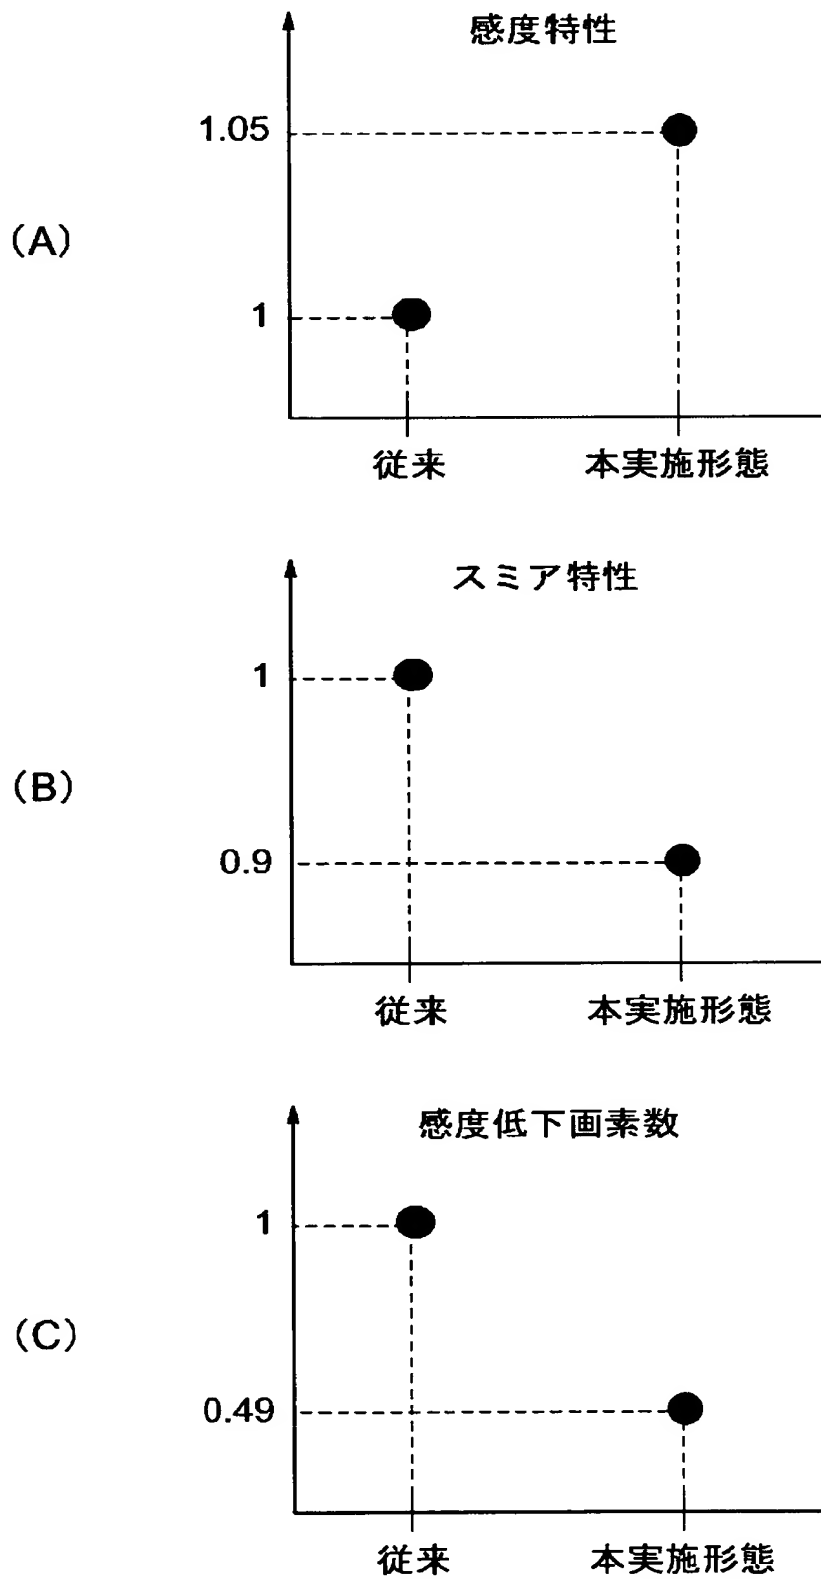 感度特性
1.05
(A)
1
従来 本実施形態
スミア特性
1
(B)
0.9
従来 本実施形態
感度低下画素数
1
(C)
0.49
従来 本実施形態